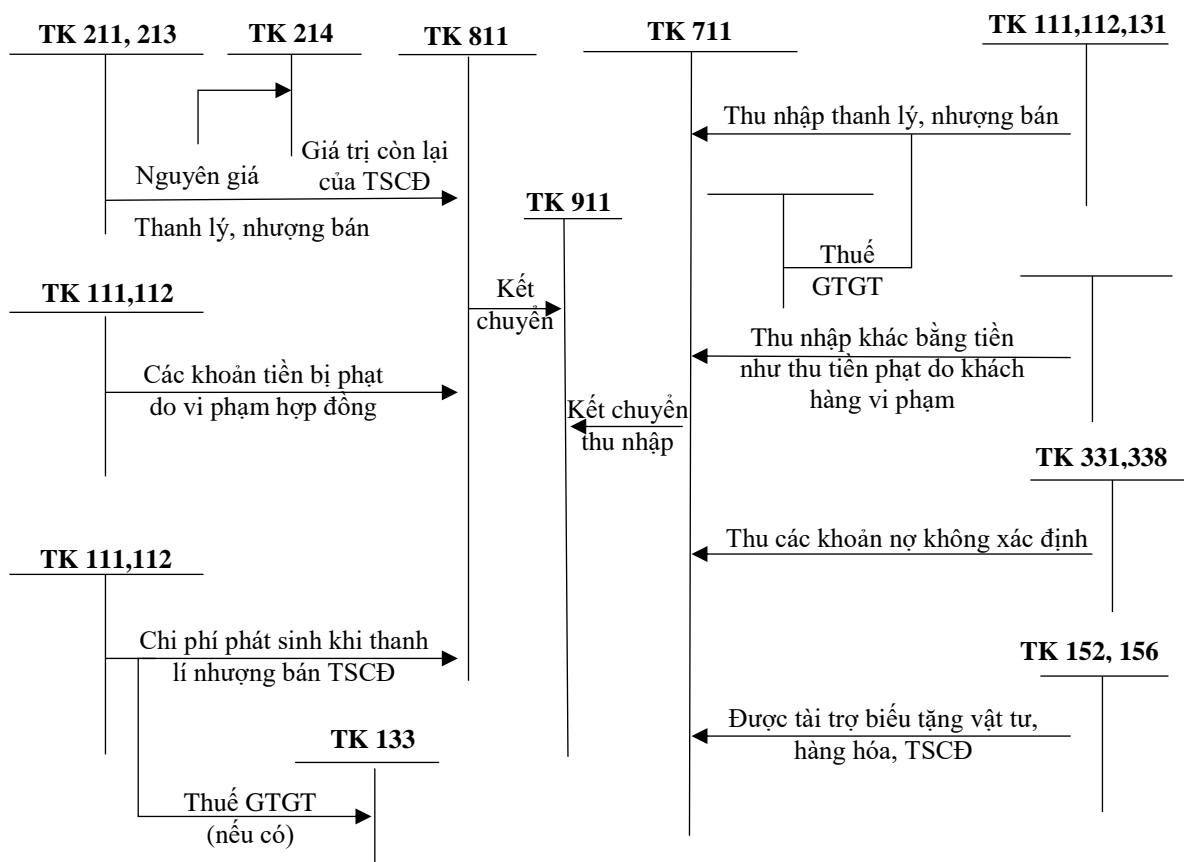 TK 211, 213
TK 214
TK 811
TK 711
TK 111,112,131
Thu nhập thanh lý, nhượng bán
Nguyên giá
Giá trị còn lại
của TSCĐ
Thanh lý, nhượng bán
TK 911
Thuế
GTGT
TK 111,112
Kết
chuyển
Các khoản tiền bị phạt
do vi phạm hợp đồng
Thu nhập khác bằng tiền
như thu tiền phạt do khách
hàng vi phạm
Kết chuyển
thu nhập
TK 331,338
Thu các khoản nợ không xác định
TK 111,112
Chi phí phát sinh khi thanh
lí nhượng bán TSCĐ
TK 152, 156
Được tài trợ biếu tặng vật tư,
hàng hóa, TSCĐ
TK 133
Thuế GTGT
(nếu có)